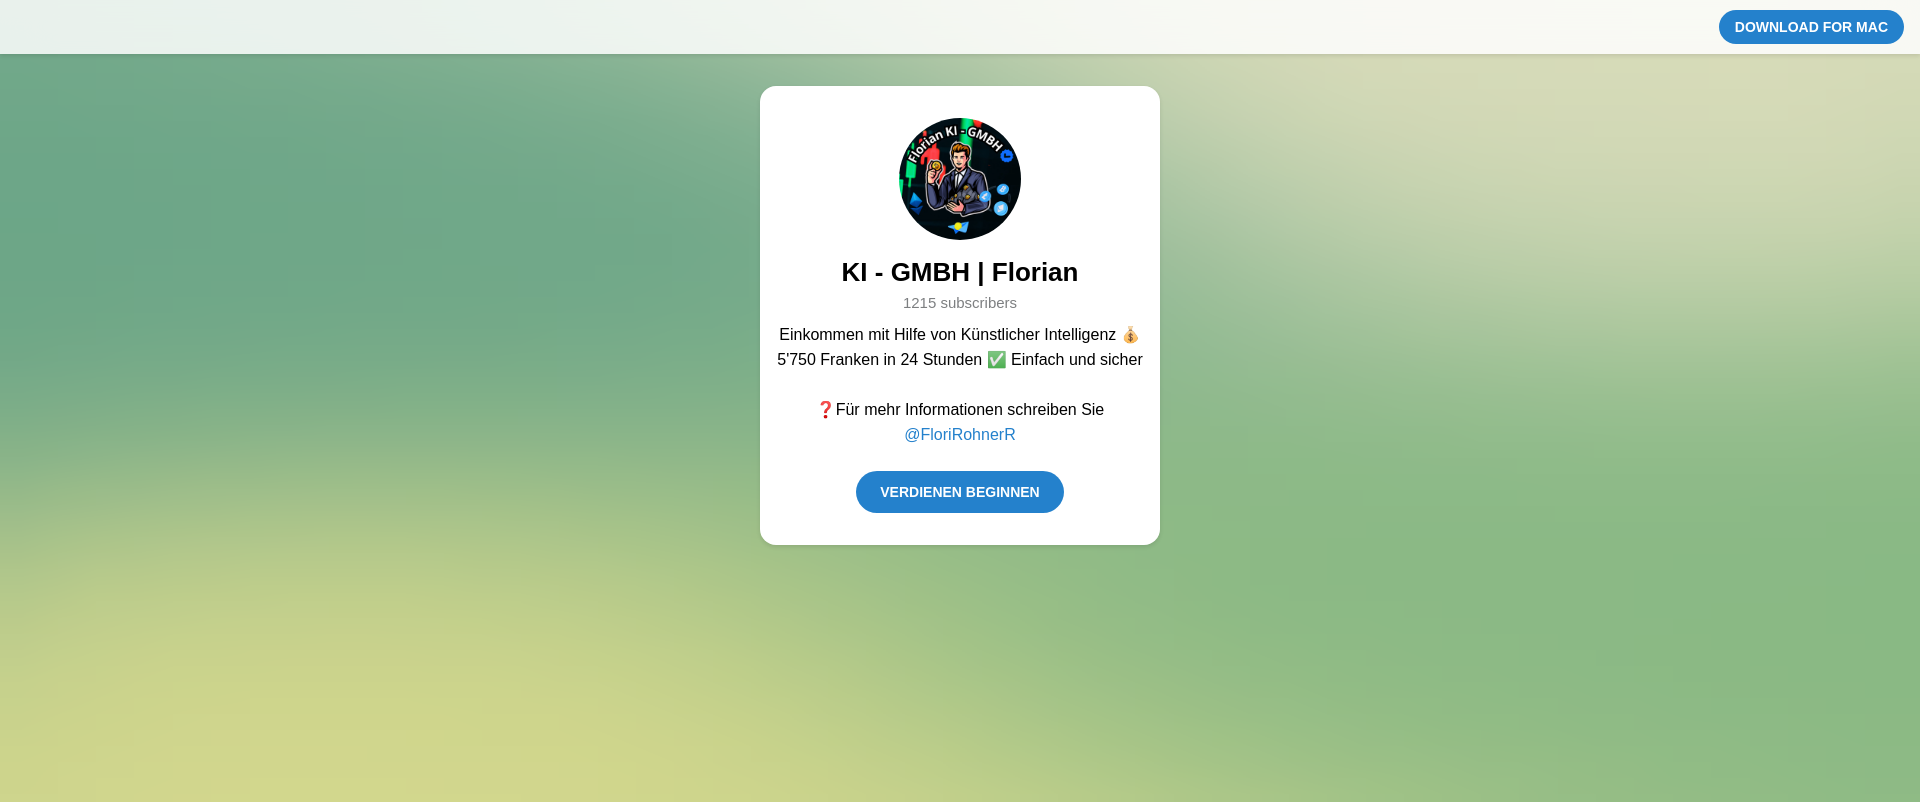 DOWNLOAD FOR MAC
Florian KI - GMBH
KI - GMBH | Florian
1215 subscribers
Einkommen mit Hilfe von Künstlicher Intelligenz 💰
5'750 Franken in 24 Stunden ✅ Einfach und sicher
❓Für mehr Informationen schreiben Sie
@FloriRohnerR
VERDIENEN BEGINNEN